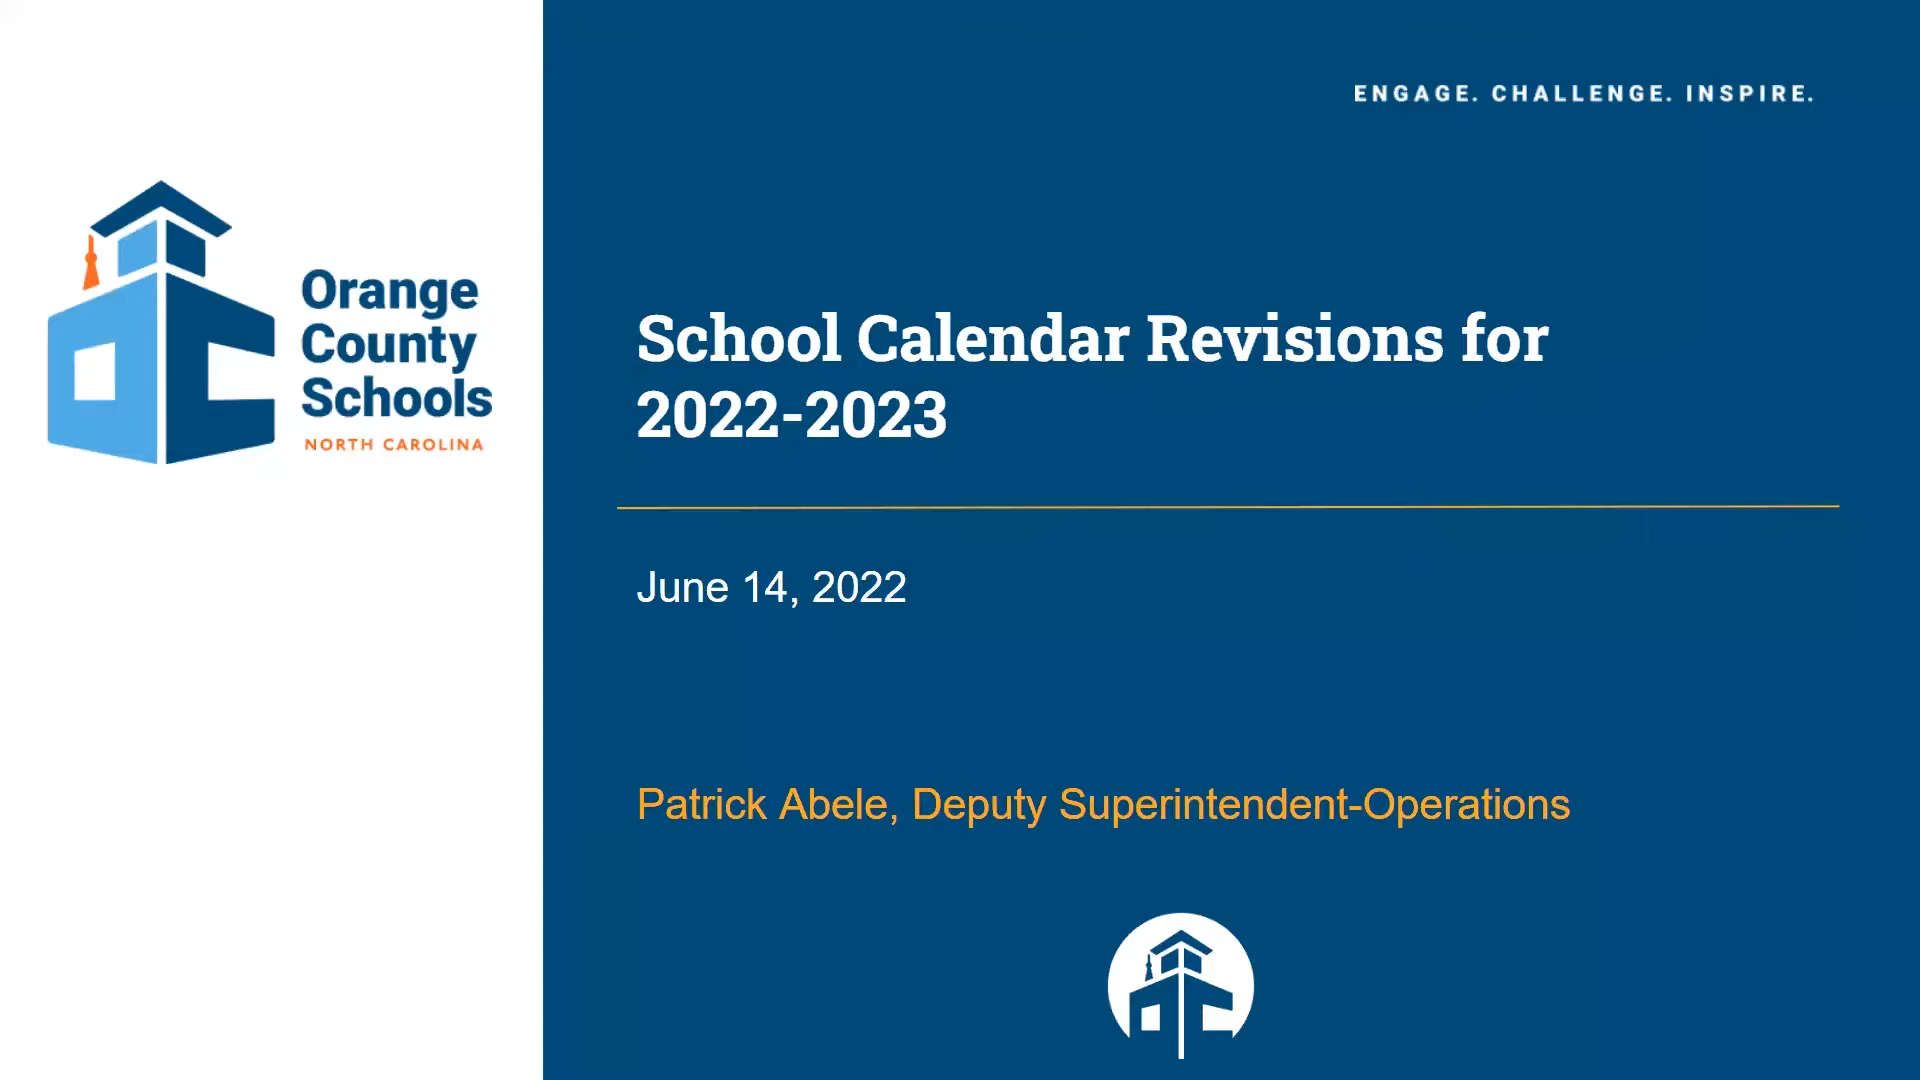 ENGAGE. CHALLENGE. INSPIRE.
Orange
County
Schools
NORTH CAROLINA
School Calendar Revisions for
2022-2023
June 14, 2022
Patrick Abele, Deputy Superintendent-Operations